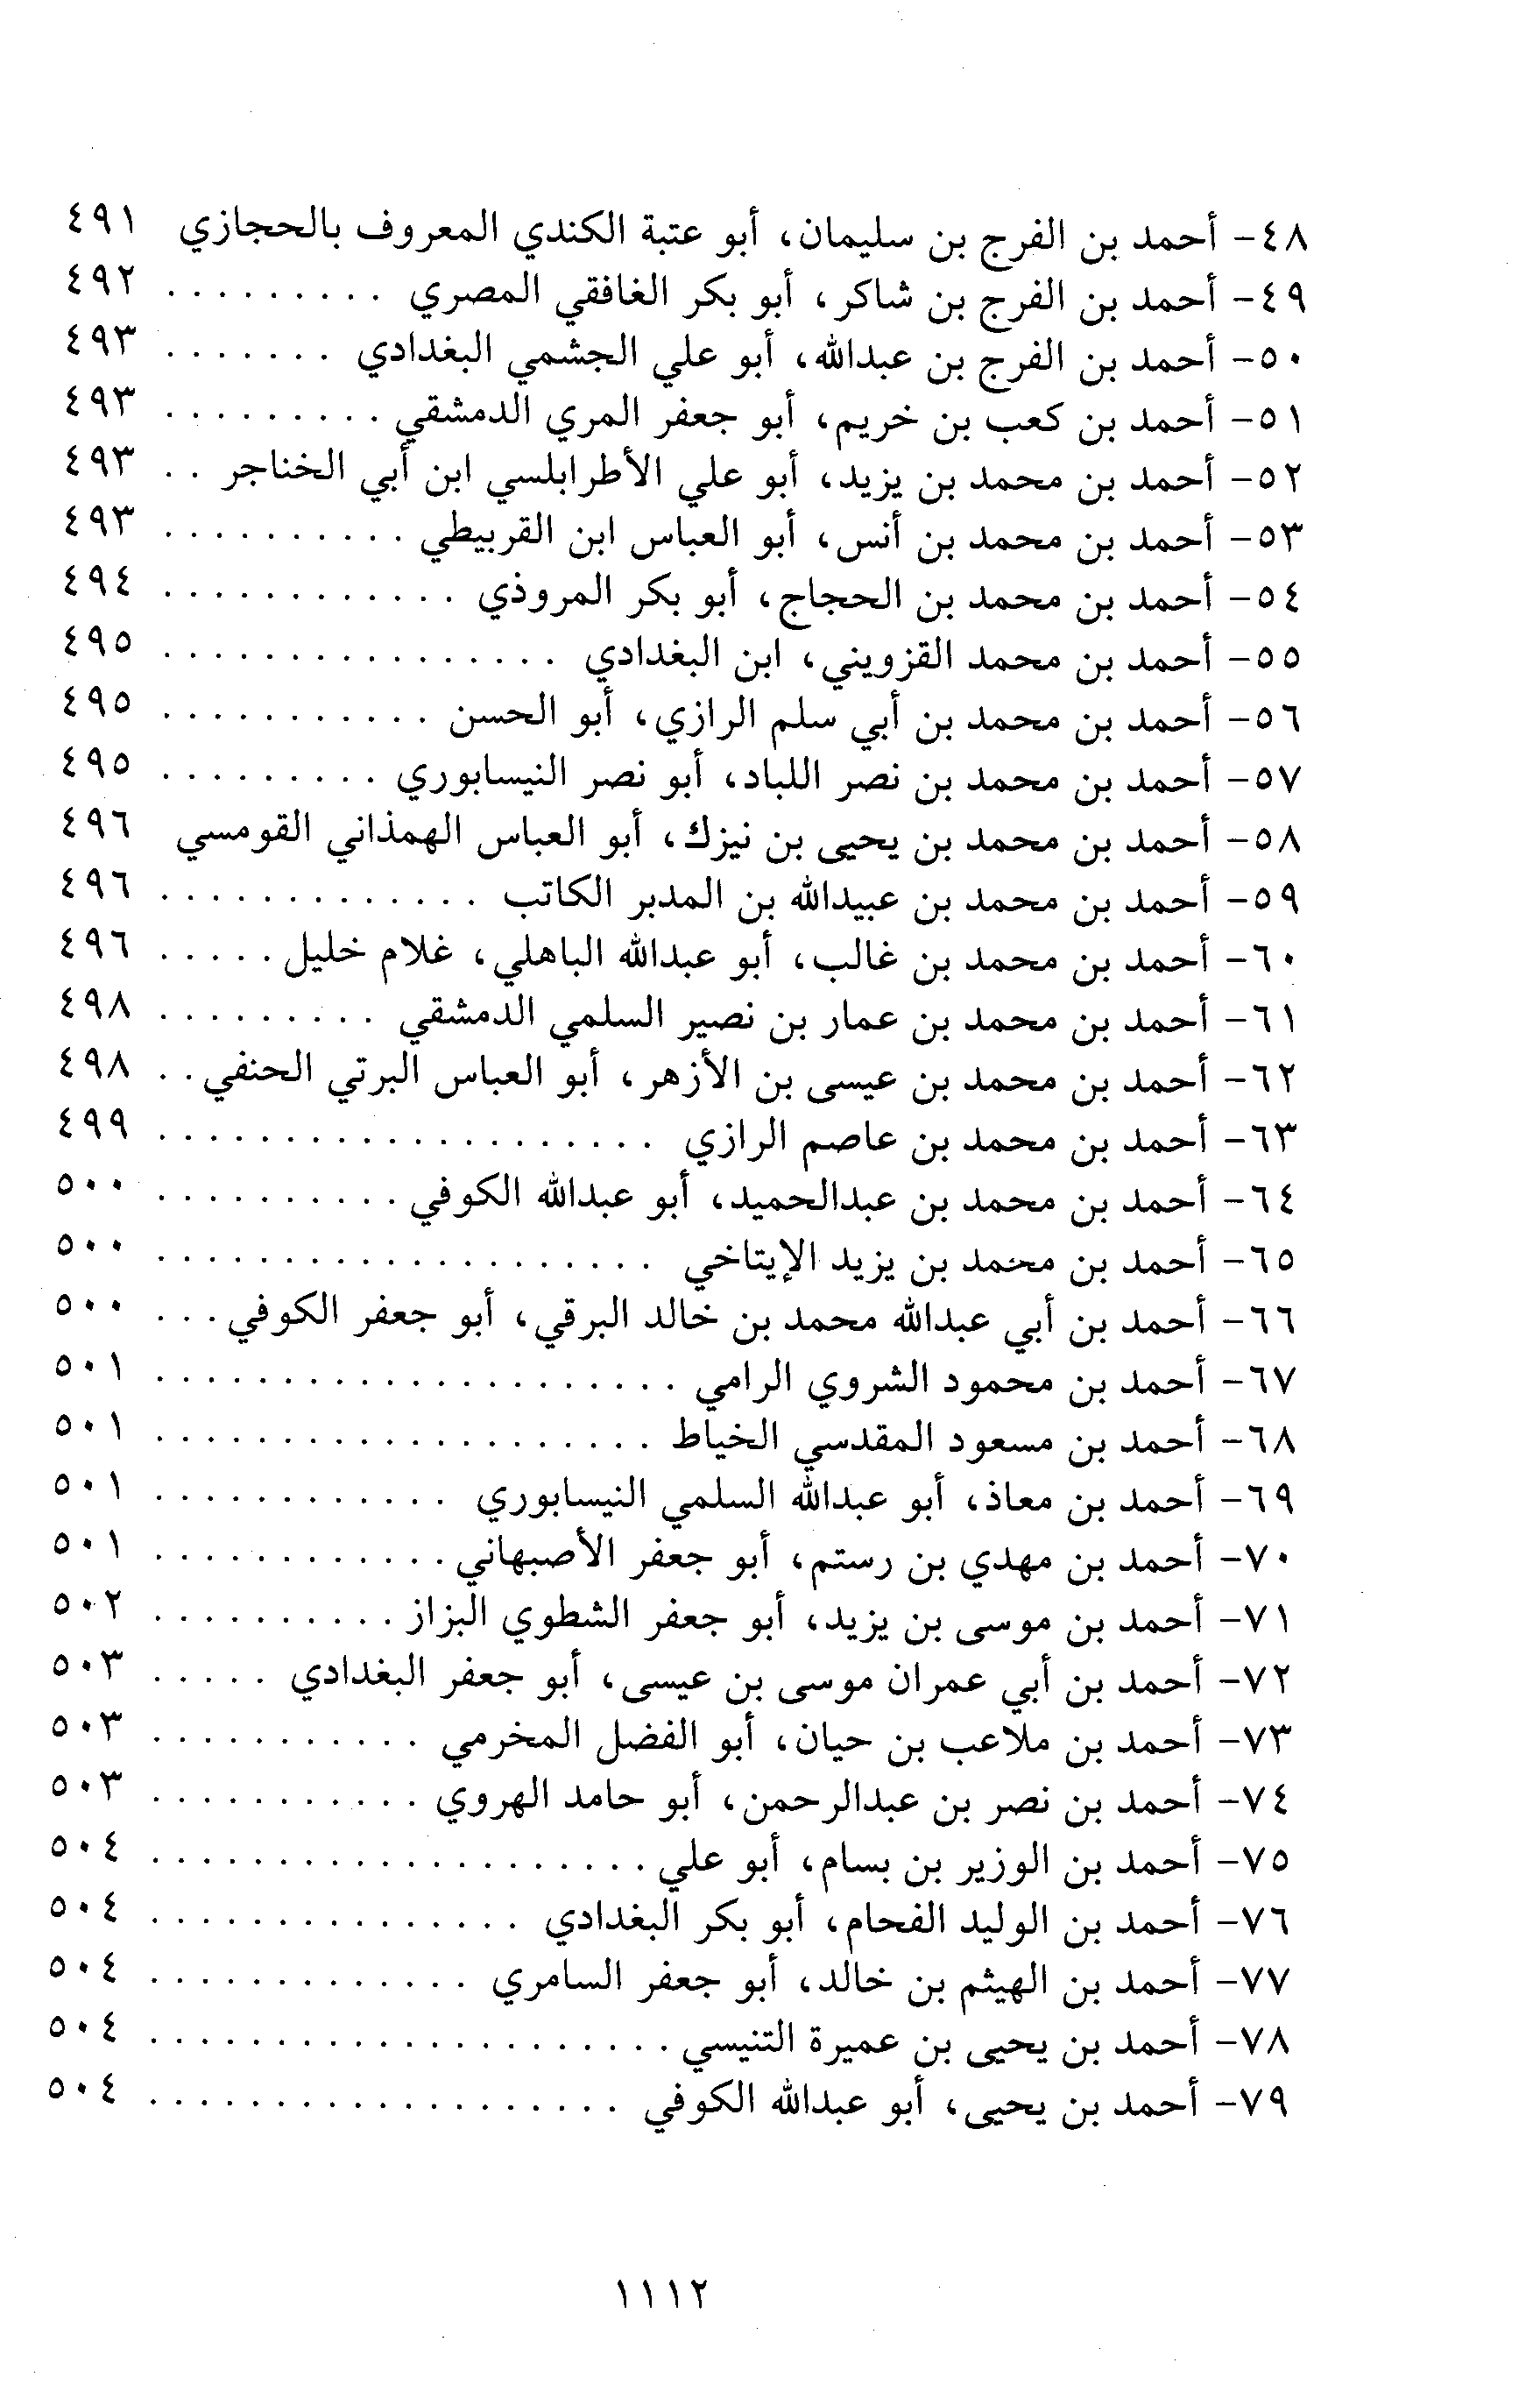 ٤٨- أحمد بن الفرج بن سليمان، أبو عتبة الكندي المعروف بالحجازي ٤٩١
٤٩- أحمد بن الفرج بن شاكر، أبو بكر الغافقي المصري . . . . . . . . . ٤٩٢
٥٠- أحمد بن الفرج بن عبدالله، أبو علي الجشمي البغدادي . . . . . . . ٤٩٣
٥١- أحمد بن كعب بن خريم، أبو جعفر المري الدمشقي . . . . . . . . . ٤٩٣
٥٢- أحمد بن محمد بن يزيد، أبو علي الأطرابلسي ابن أبي الخناجر . . ٤٩٣
٥٣- أحمد بن محمد بن أنس، أبو العباس ابن القربيطي . . . . . . . . . . ٤٩٣
٥٤- أحمد بن محمد بن الحجاج، أبو بكر المروذي . . . . . . . . . . . . ٤٩٤
٥٥- أحمد بن محمد القزويني، ابن البغدادي . . . . . . . . . . . . . . . . ٤٩٥
٥٦- أحمد بن محمد بن أبي سلم الرازي، أبو الحسن . . . . . . . . . . . ٤٩٥
٥٧- أحمد بن محمد بن نصر اللباد، أبو نصر النيسابوري . . . . . . . . . ٤٩٥
٥٨- أحمد بن محمد بن يحيى بن نيزك، أبو العباس الهمذاني القومسي ٤٩٦
٥٩- أحمد بن محمد بن عبيدالله بن المدبر الكاتب . . . . . . . . . . . . . ٤٩٦
٦٠- أحمد بن محمد بن غالب، أبو عبدالله الباهلي، غلام خليل . . . . . ٤٩٦
٦١- أحمد بن محمد بن عمار بن نصير السلمي الدمشقي . . . . . . . . . ٤٩٨
٦٢- أحمد بن محمد بن عيسى بن الأزهر، أبو العباس البرتي الحنفي . . ٤٩٨
٦٣- أحمد بن محمد بن عاصم الرازي . . . . . . . . . . . . . . . . . . . . ٤٩٩
٦٤- أحمد بن محمد بن عبدالحميد، أبو عبدالله الكوفي . . . . . . . . . . ٥٠٠
٦٥- أحمد بن محمد بن يزيد الإيتاخي . . . . . . . . . . . . . . . . . . . . ٥٠٠
٦٦- أحمد بن أبي عبدالله محمد بن خالد البرقي، أبو جعفر الكوفي . . . ٥٠٠
٦٧- أحمد بن محمود الشروي الرامي . . . . . . . . . . . . . . . . . . . . . ٥٠١
٦٨- أحمد بن مسعود المقدسي الخياط . . . . . . . . . . . . . . . . . . . . ٥٠١
٦٩- أحمد بن معاذ، أبو عبدالله السلمي النيسابوري . . . . . . . . . . . . ٥٠١
٧٠- أحمد بن مهدي بن رستم، أبو جعفر الأصبهاني . . . . . . . . . . . . ٥٠١
٧١- أحمد بن موسى بن يزيد، أبو جعفر الشطوي البزاز . . . . . . . . . . ٥٠٢
٧٢- أحمد بن أبي عمران موسى بن عيسى، أبو جعفر البغدادي . . . . . ٥٠٣
٧٣- أحمد بن ملاعب بن حيان، أبو الفضل المخرمي . . . . . . . . . . . ٥٠٣
٧٤- أحمد بن نصر بن عبدالرحمن، أبو حامد الهروي . . . . . . . . . . . ٥٠٣
٧٥- أحمد بن الوزير بن بسام، أبو علي . . . . . . . . . . . . . . . . . . . . ٥٠٤
٧٦- أحمد بن الوليد الفحام، أبو بكر البغدادي . . . . . . . . . . . . . . . ٥٠٤
٧٧- أحمد بن الهيثم بن خالد، أبو جعفر السامري . . . . . . . . . . . . . ٥٠٤
٧٨- أحمد بن يحيى بن عميرة التنيسي . . . . . . . . . . . . . . . . . . . . . ٥٠٤
٧٩- أحمد بن يحيى، أبو عبدالله الكوفي . . . . . . . . . . . . . . . . . . . ٥٠٤
١١١٢